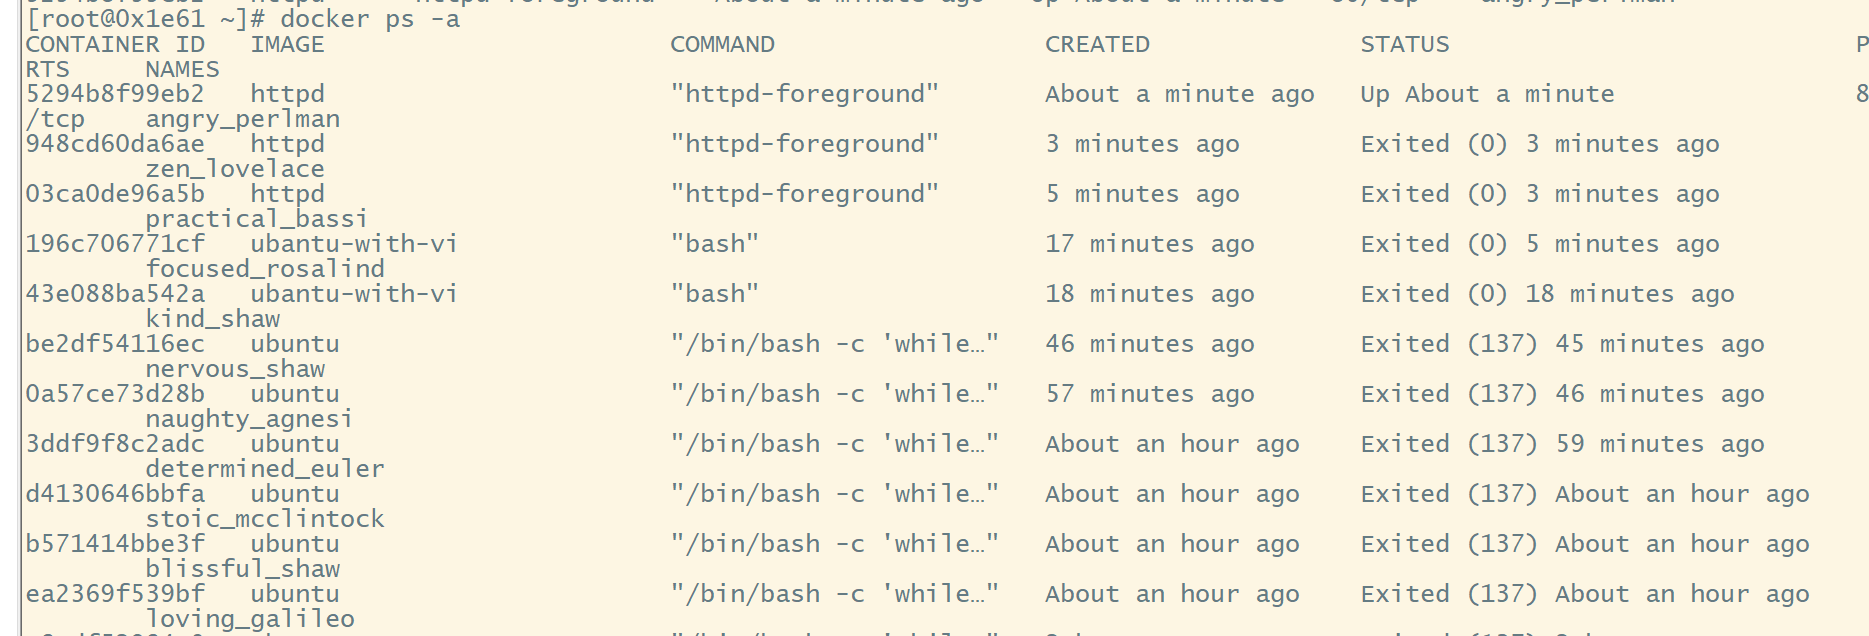 [root@0x1e61 ~]# docker ps -a
CONTAINER ID   IMAGE                       COMMAND                  CREATED              STATUS                           P
RTS     NAMES
5294b8f99eb2   httpd                       "httpd-foreground"       About a minute ago   Up About a minute                8
/tcp    angry_perlman
948cd60da6ae   httpd                       "httpd-foreground"       3 minutes ago        Exited (0) 3 minutes ago
        zen_lovelace
03ca0de96a5b   httpd                       "httpd-foreground"       5 minutes ago        Exited (0) 3 minutes ago
        practical_bassi
196c706771cf   ubantu-with-vi              "bash"                   17 minutes ago       Exited (0) 5 minutes ago
        focused_rosalind
43e088ba542a   ubantu-with-vi              "bash"                   18 minutes ago       Exited (0) 18 minutes ago
        kind_shaw
be2df54116ec   ubuntu                      "/bin/bash -c 'while…"   46 minutes ago       Exited (137) 45 minutes ago
        nervous_shaw
0a57ce73d28b   ubuntu                      "/bin/bash -c 'while…"   57 minutes ago       Exited (137) 46 minutes ago
        naughty_agnesi
3ddf9f8c2adc   ubuntu                      "/bin/bash -c 'while…"   About an hour ago    Exited (137) 59 minutes ago
        determined_euler
d4130646bbfa   ubuntu                      "/bin/bash -c 'while…"   About an hour ago    Exited (137) About an hour ago
        stoic_mcclintock
b571414bbe3f   ubuntu                      "/bin/bash -c 'while…"   About an hour ago    Exited (137) About an hour ago
        blissful_shaw
ea2369f539bf   ubuntu                      "/bin/bash -c 'while…"   About an hour ago    Exited (137) About an hour ago
        loving_galileo